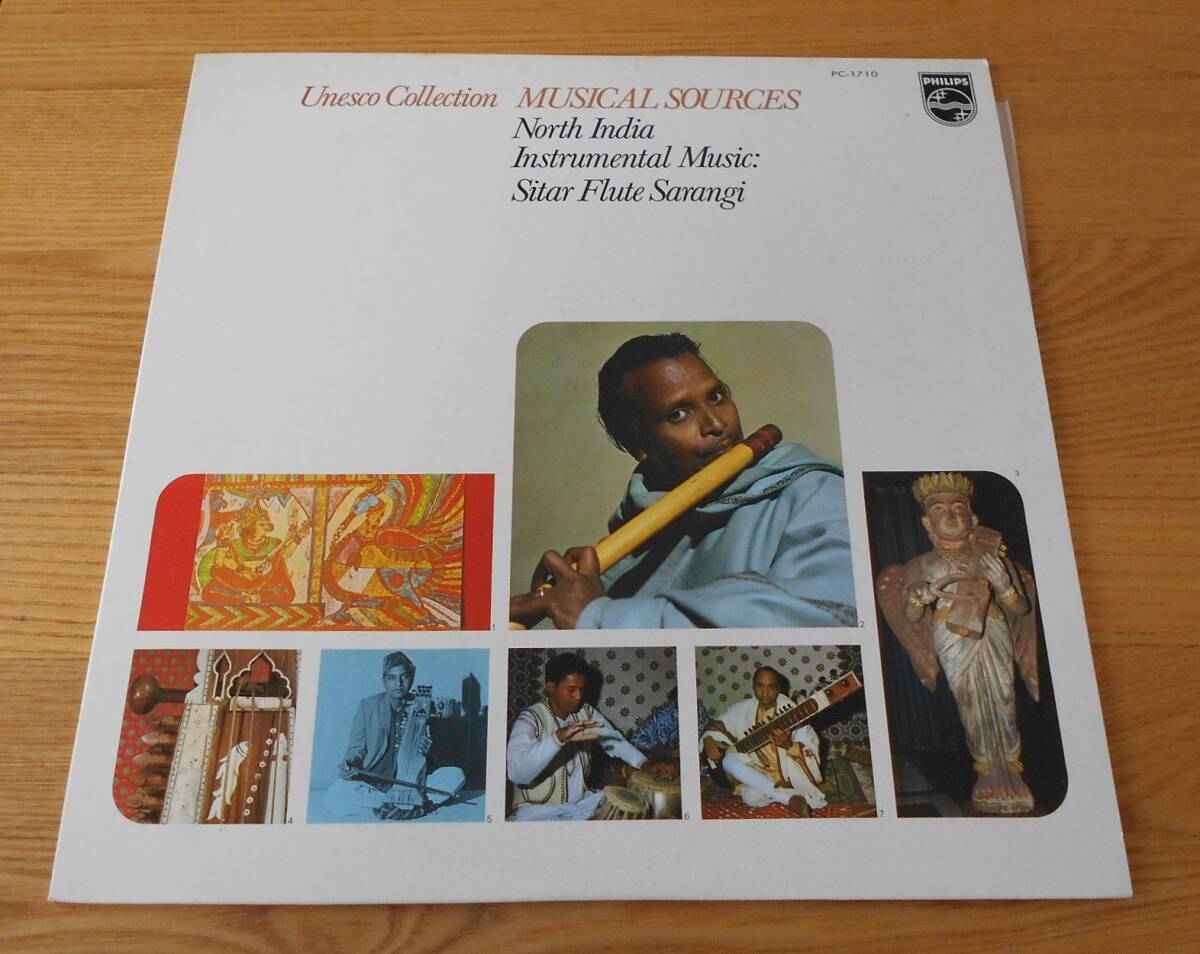 PC-1710
PHILIPS
Unesco Collection MUSICAL SOURCES
North India
Instrumental Music:
Sitar Flute Sarangi
3
1
2
4
5
6
7